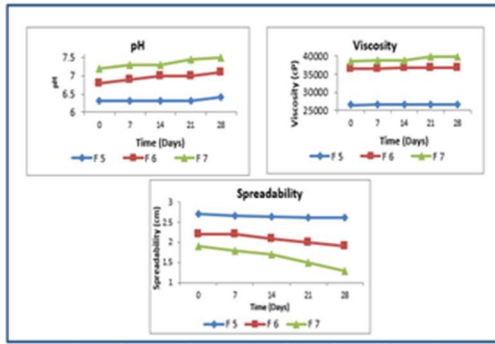 pH
7.5
7
6.5
6
pH
0 7 14 21 28
Time (Days)
F 5 F 6 F 7
Viscosity
40000
35000
30000
25000
Viscosity (cP)
0 7 14 21 28
Time (Days)
F 5 F 6 F 7
Spreadability
3
2.5
2
1.5
1
Spreadability (cm)
0 7 14 21 28
Time (Days)
F 5 F 6 F 7